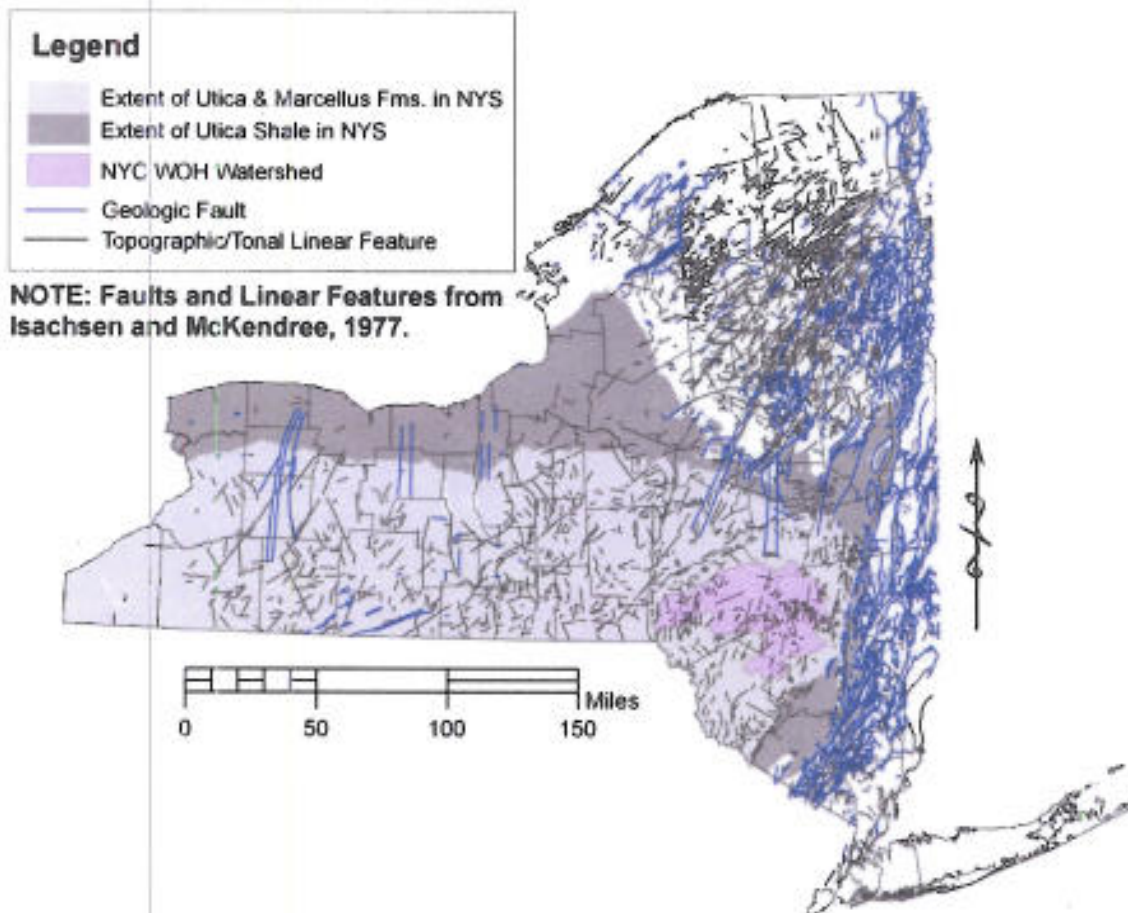 Legend
Extent of Utica & Marcellus Fms. in NYS
Extent of Utica Shale in NYS
NYC WOH Watershed
Geologic Fault
Topographic/Tonal Linear Feature
NOTE: Faults and Linear Features from
Isachsen and McKendree, 1977.
Miles
0 50 100 150